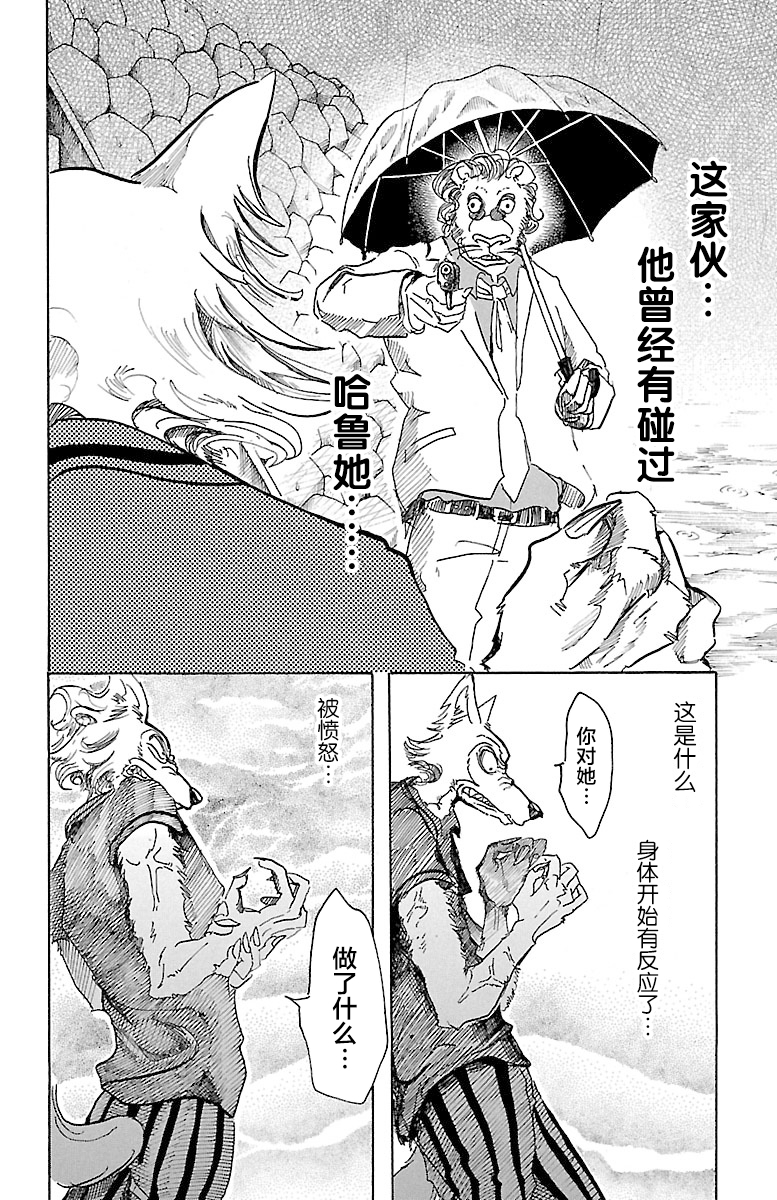 这家伙…
他曾经有碰过
哈鲁她………
这是什么
你对她…
身体开始有反应了…
被愤怒…
做了什么…